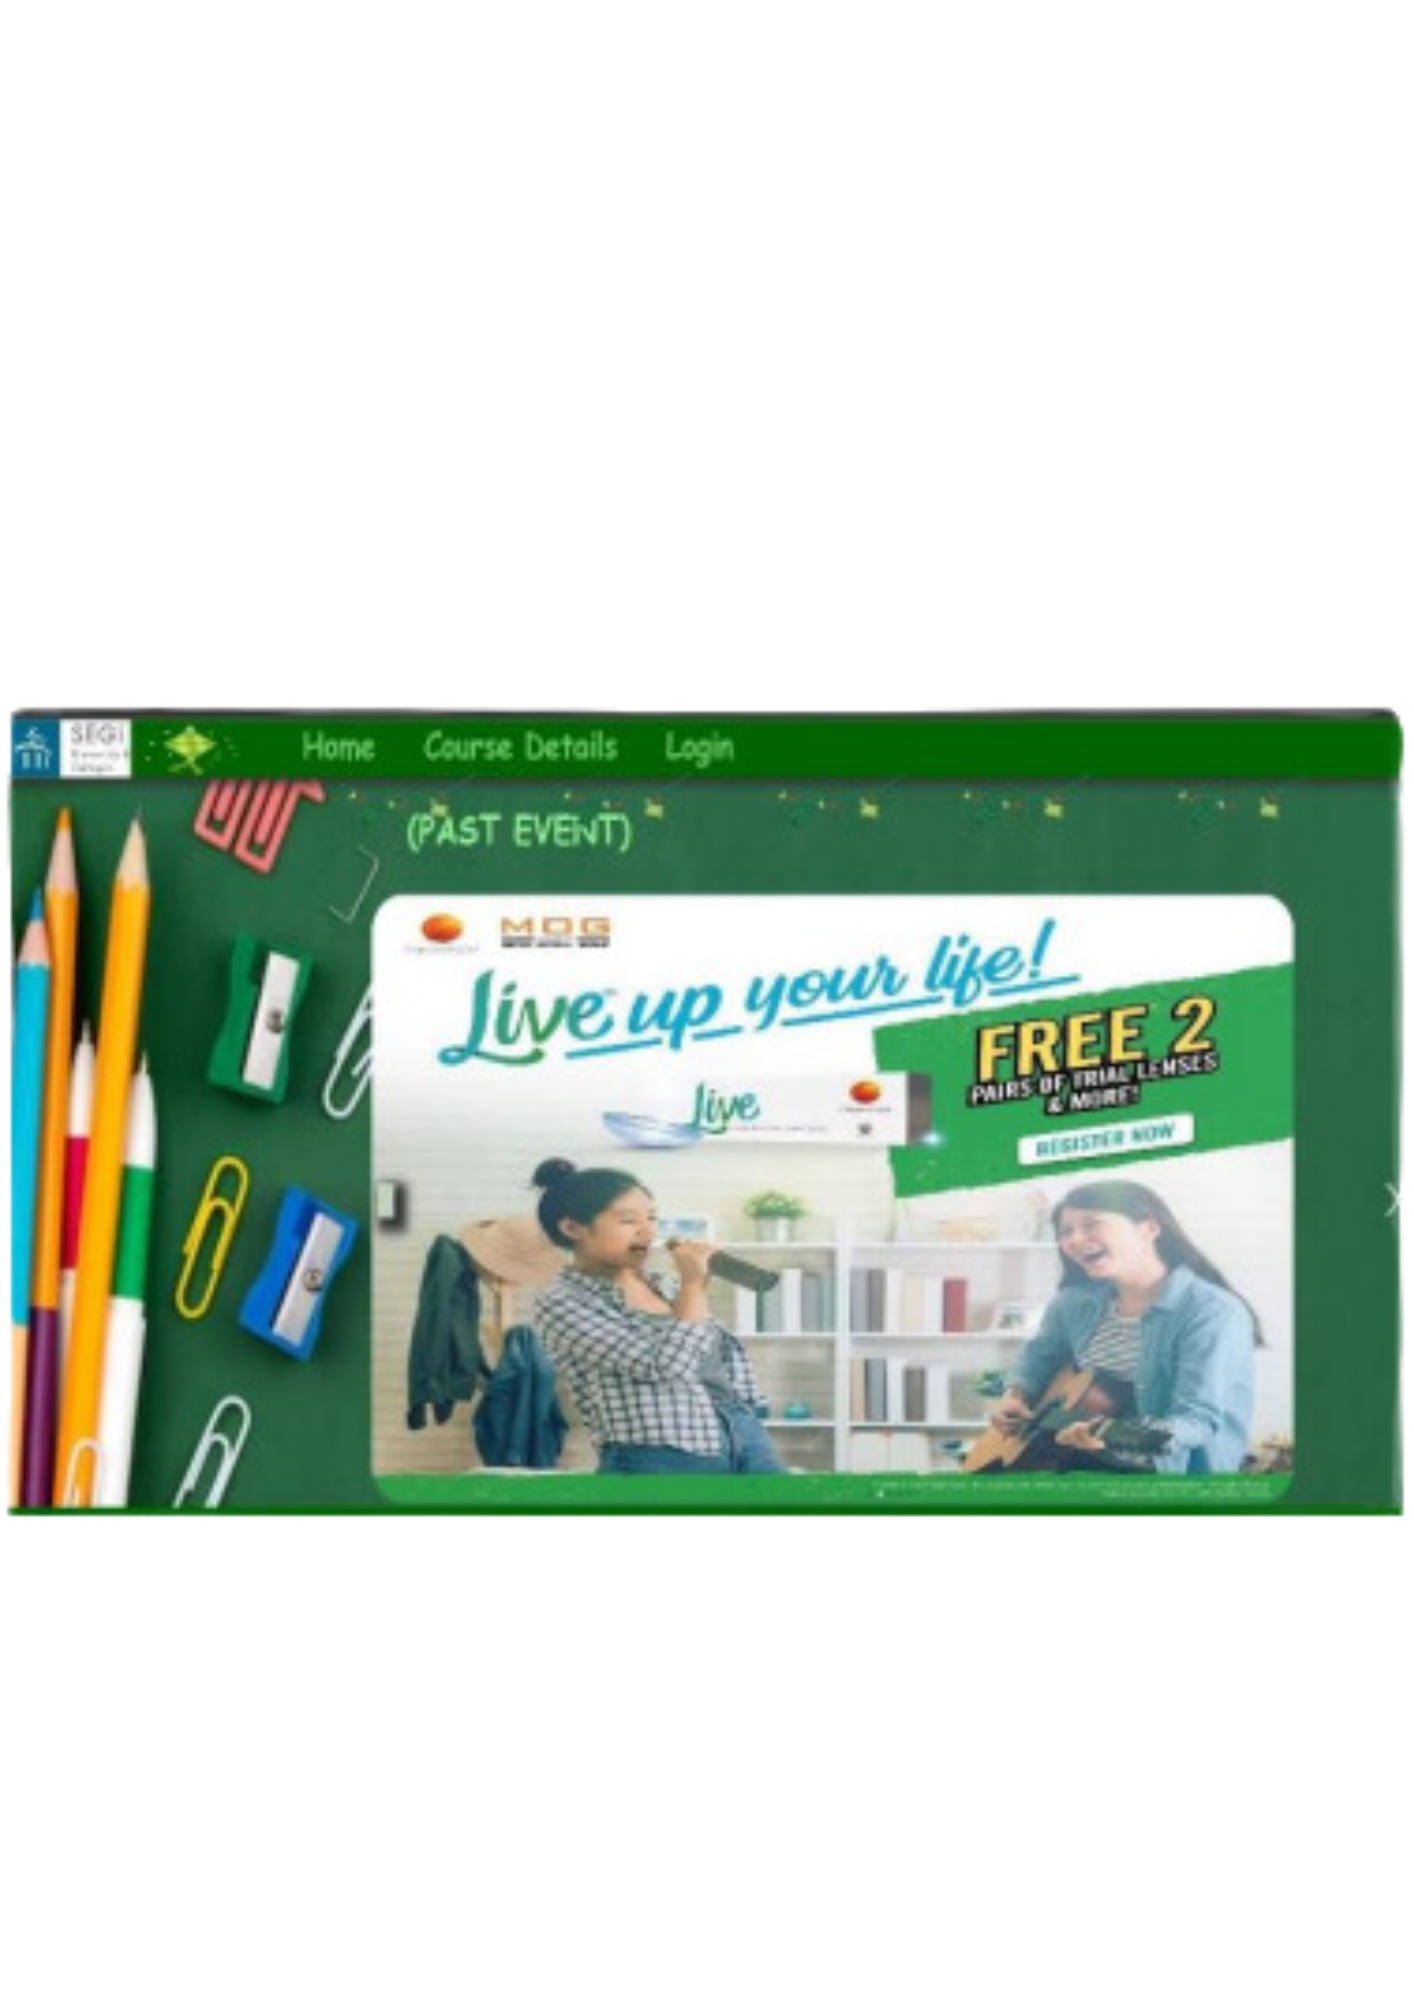 SEGi
Home Course Details Login
(PAST EVENT)
MOG
Live up your life!
FREE 2
PAIRS OF TRIAL LENSES
& MORE!
REGISTER NOW
Live